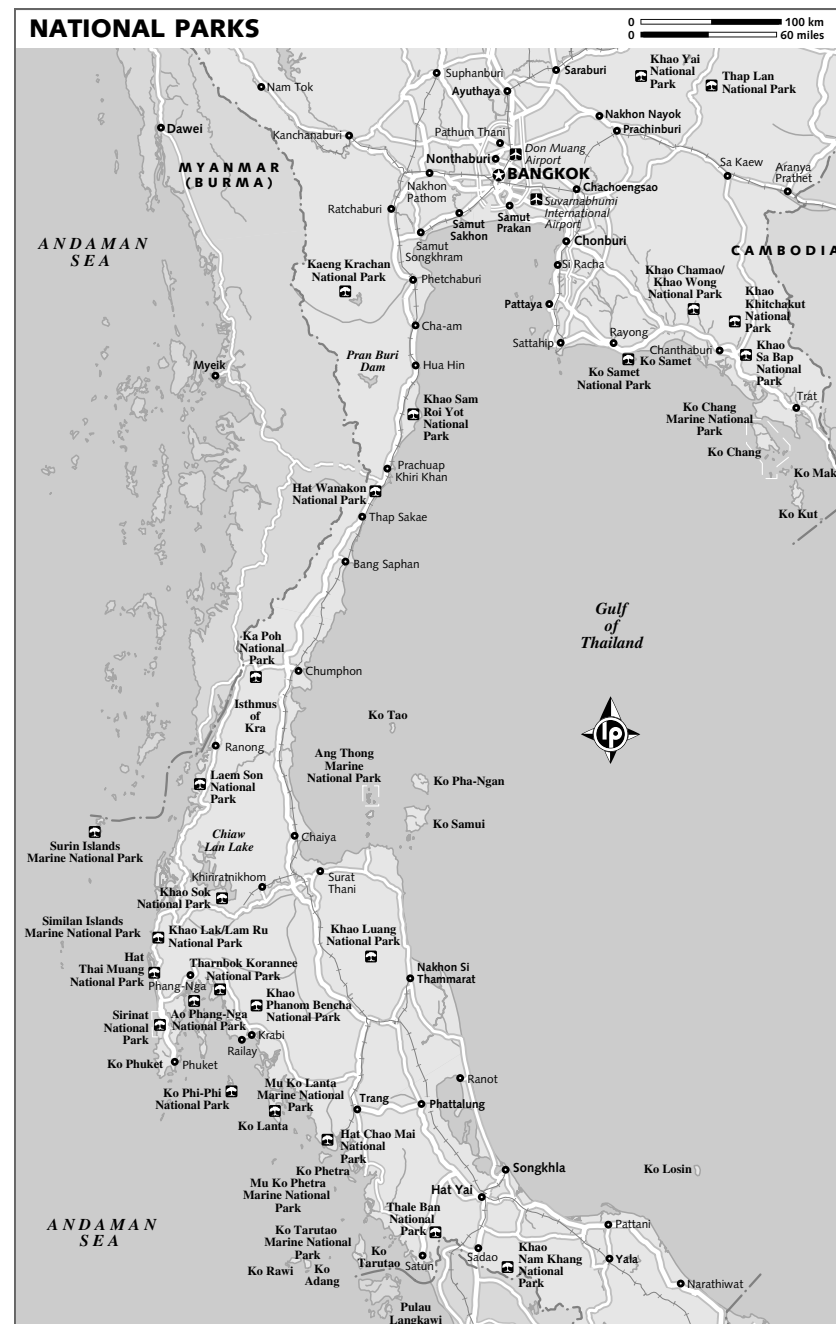 NATIONAL PARKS
0 100 km
0 60 miles
Khao Yai
National
Park
Thap Lan
National Park
Suphanburi
Saraburi
Nam Tok
Ayuthaya
Nakhon Nayok
Prachinburi
Dawei
Kanchanaburi
Pathum Thani
Don Muang
Airport
Nonthaburi
MYANMAR
(BURMA)
BANGKOK
Sa Kaew
Aranya
Prathet
Nakhon
Pathom
Chachoengsao
Suvarnabhumi
International
Airport
Ratchaburi
Samut
Sakhon
Samut
Prakan
Samut
Songkhram
Chonburi
ANDAMAN
SEA
CAMBODIA
Kaeng Krachan
National Park
Phetchaburi
Si Racha
Khao Chamao/
Khao Wong
National Park
Khao
Khitchakut
National
Park
Pattaya
Cha-am
Rayong
Sattahip
Chanthaburi
Khao
Sa Bap
National
Park
Ko Samet
Ko Samet
National Park
Pran Buri
Dam
Hua Hin
Myeik
Khao Sam
Roi Yot
National
Park
Trat
Ko Chang
Marine National
Park
Ko Chang
Ko Mak
Ko Kut
Prachuap
Khiri Khan
Hat Wanakon
National Park
Thap Sakae
Bang Saphan
Gulf
of
Thailand
Ka Poh
National
Park
Chumphon
Isthmus
of
Kra
Ko Tao
lp
Ranong
Ang Thong
Marine
National Park
Laem Son
National
Park
Ko Pha-Ngan
Ko Samui
Surin Islands
Marine National Park
Chiaw
Lan Lake
Chaiya
Khiriratnikhom
Surat
Thani
Khao Sok
National Park
Similan Islands
Marine National Park
Khao Lak/Lam Ru
National Park
Khao Luang
National Park
Hat
Thai Muang
National Park
Tharnbok Korannee
National Park
Phang-Nga
Nakhon Si
Thammarat
Khao
Phanom Bencha
National Park
Ao Phang-Nga
National Park
Sirinat
National
Park
Krabi
Railay
Ko Phuket
Phuket
Ko Phi-Phi
National Park
Mu Ko Lanta
Marine National
Park
Ko Lanta
Trang
Phattalung
Ranot
Hat Chao Mai
National
Park
Ko Phetra
Mu Ko Phetra
Marine National
Park
Songkhla
Ko Losin
Hat Yai
Thale Ban
National
Park
Pattani
ANDAMAN
SEA
Ko Tarutao
Marine National
Park
Ko
Tarutao
Ko Rawi
Ko
Adang
Satun
Sadao
Khao
Nam Khang
National
Park
Yala
Narathiwat
Pulau
Langkawi